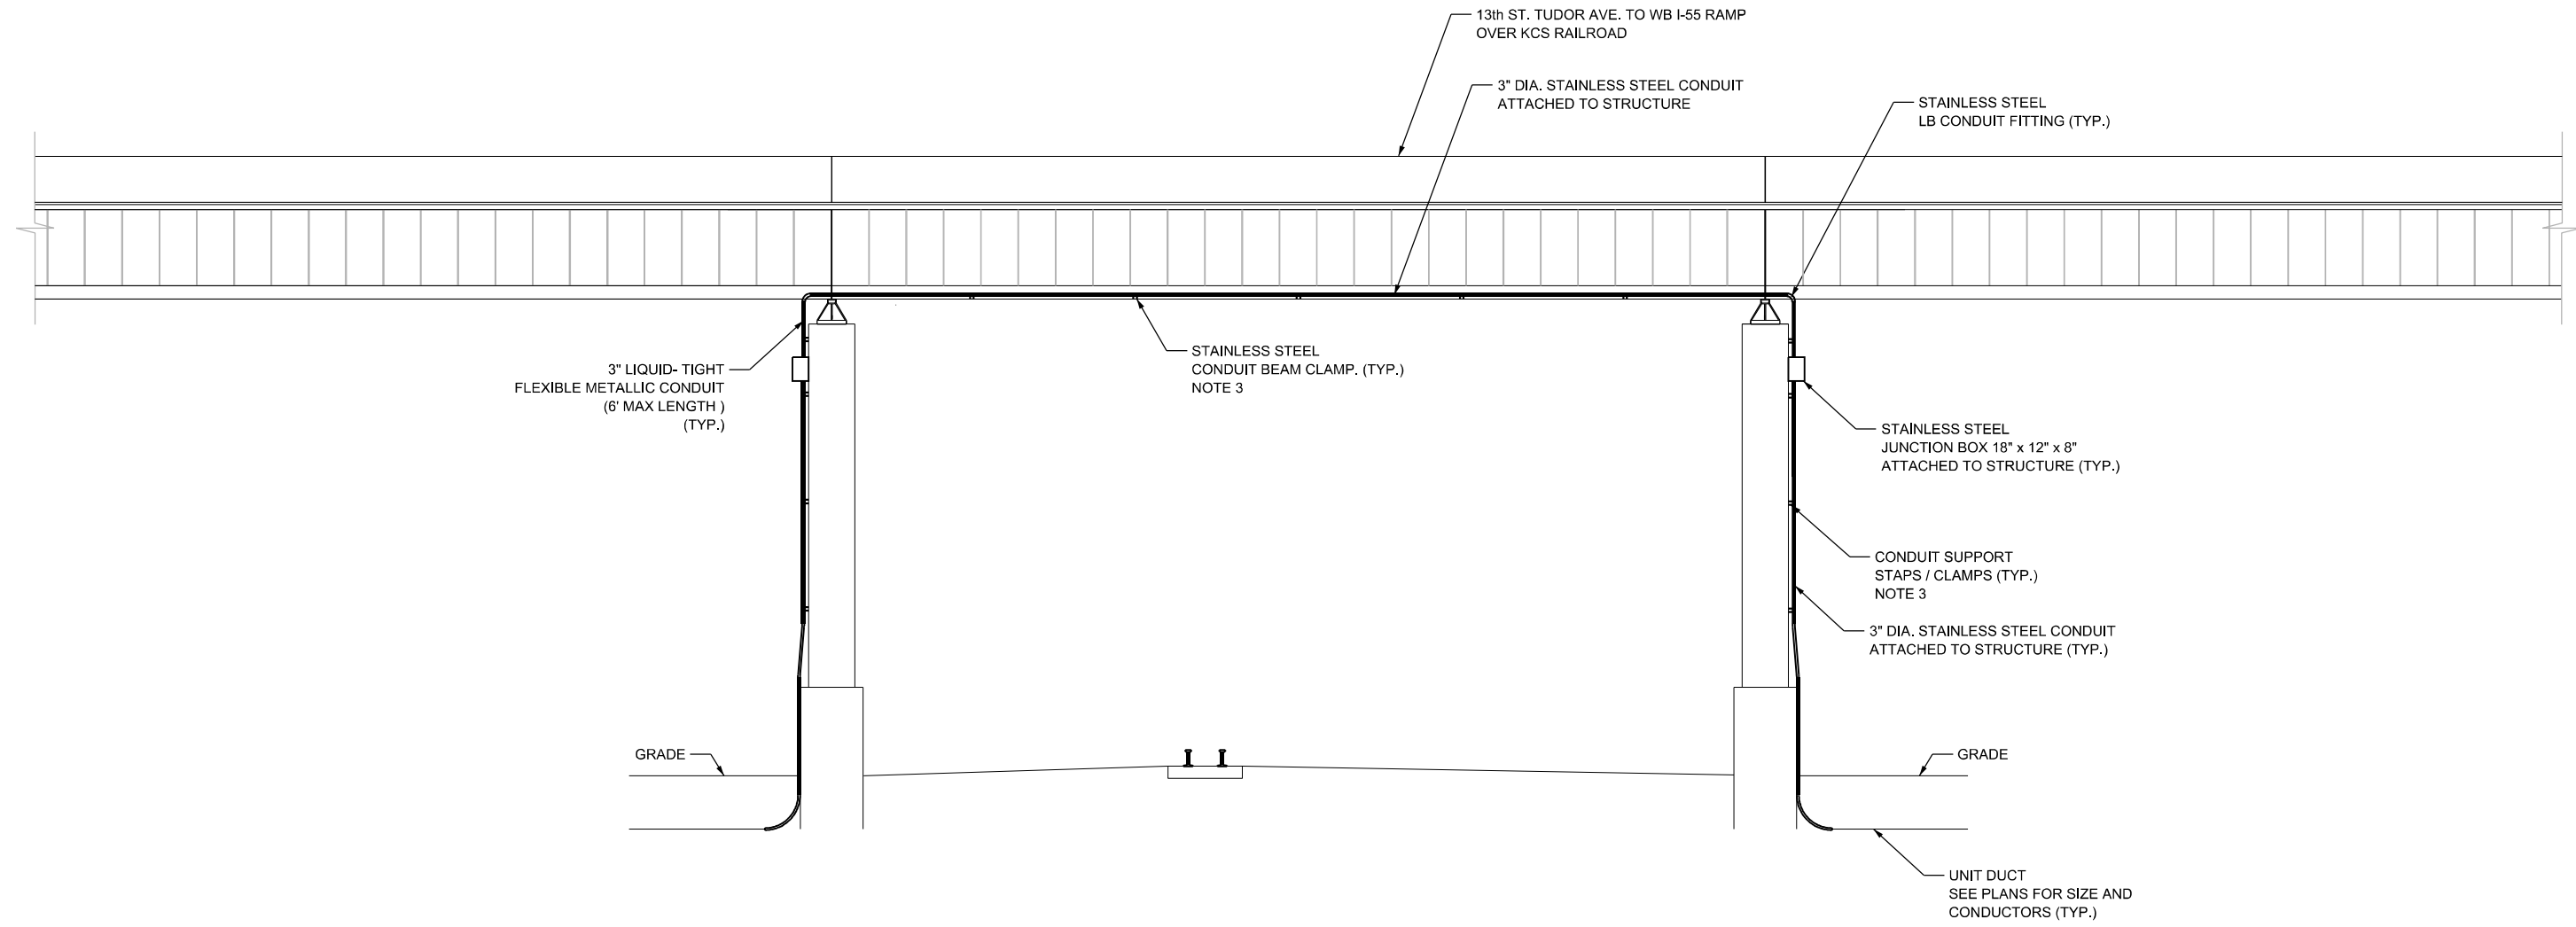 13th ST. TUDOR AVE. TO WB I-55 RAMP
OVER KCS RAILROAD
3" DIA. STAINLESS STEEL CONDUIT
ATTACHED TO STRUCTURE
STAINLESS STEEL
LB CONDUIT FITTING (TYP.)
3" LIQUID- TIGHT
FLEXIBLE METALLIC CONDUIT
(6' MAX LENGTH )
(TYP.)
STAINLESS STEEL
CONDUIT BEAM CLAMP. (TYP.)
NOTE 3
STAINLESS STEEL
JUNCTION BOX 18" x 12" x 8"
ATTACHED TO STRUCTURE (TYP.)
CONDUIT SUPPORT
STAPS / CLAMPS (TYP.)
NOTE 3
3" DIA. STAINLESS STEEL CONDUIT
ATTACHED TO STRUCTURE (TYP.)
GRADE
GRADE
UNIT DUCT
SEE PLANS FOR SIZE AND
CONDUCTORS (TYP.)